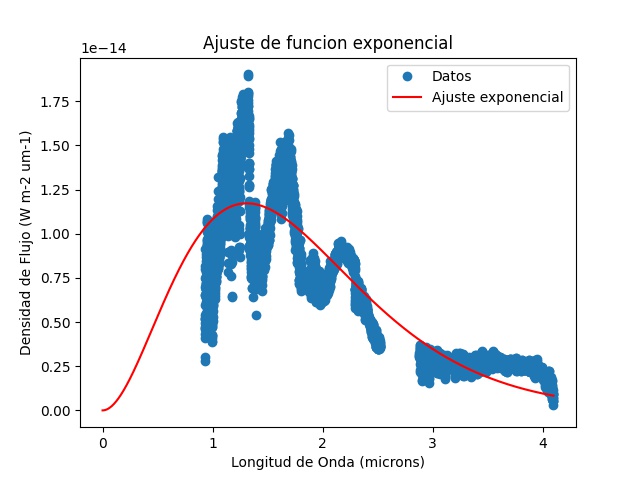 Ajuste de funcion exponencial
1e−14
Datos
Ajuste exponencial
1.75
1.50
1.25
1.00
0.75
0.50
0.25
0.00
Densidad de Flujo (W m-2 um-1)
0 1 2 3 4
Longitud de Onda (microns)